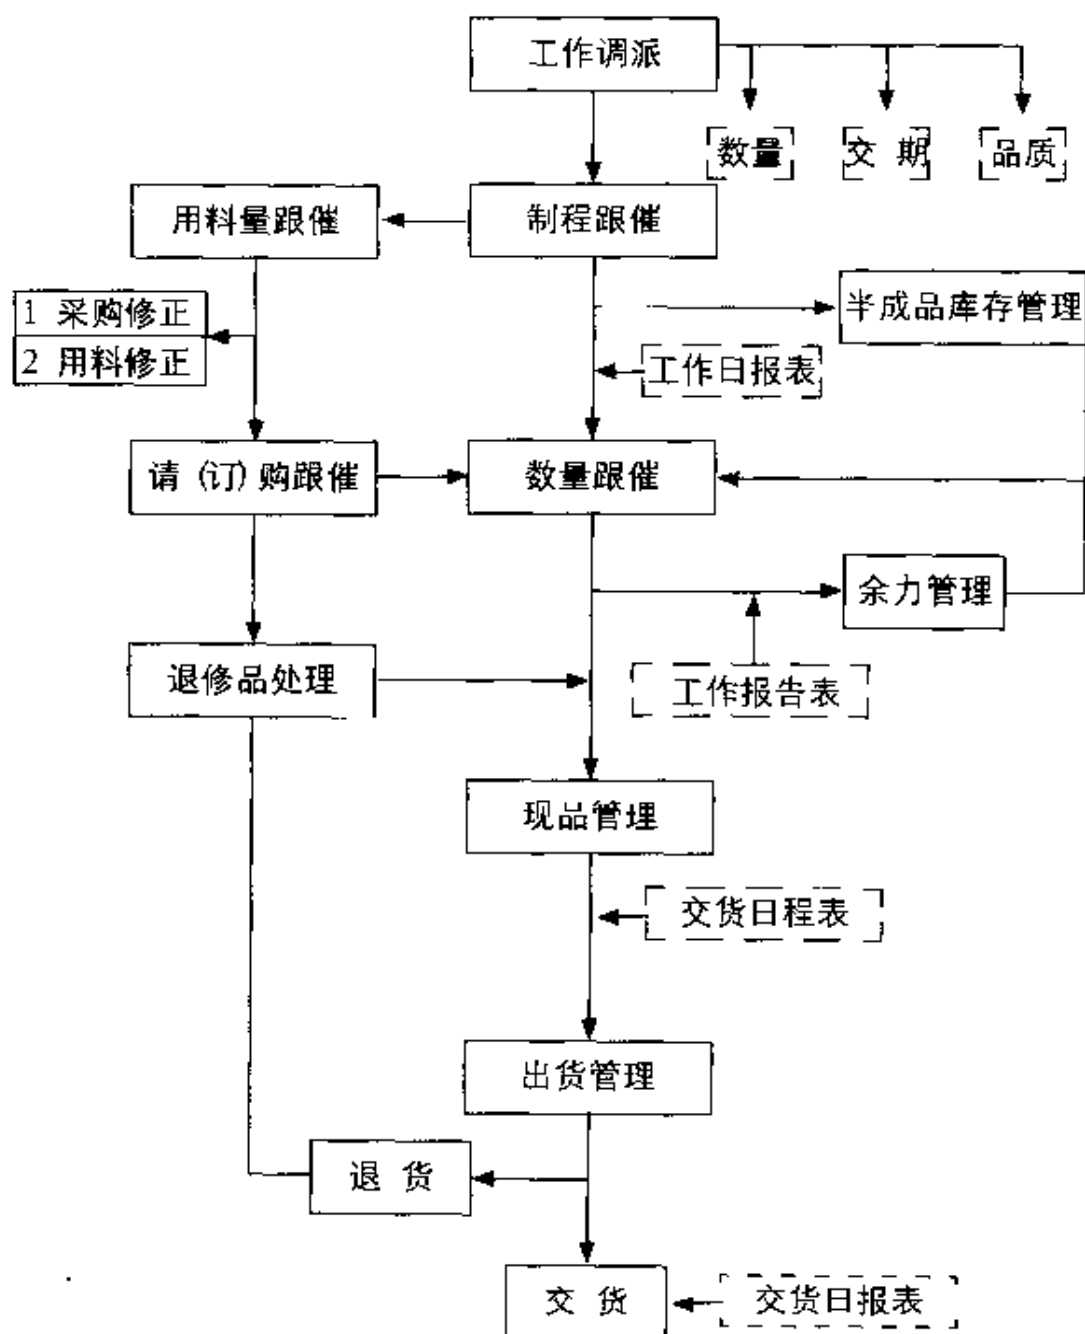 工作调派
数量
交 期
品质
用料量跟催
制程跟催
1 采购修正
2 用料修正
半成品库存管理
工作日报表
请（订）购跟催
数量跟催
余力管理
退修品处理
工作报告表
现品管理
交货日程表
出货管理
退 货
交 货
交货日报表